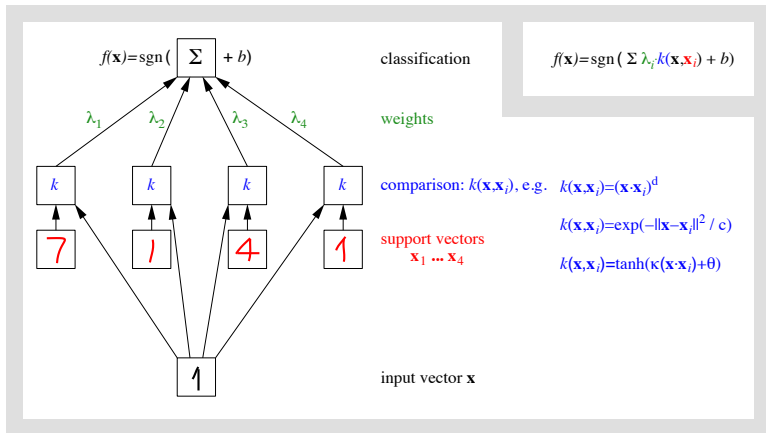 f(x)=sgn( Σ + b) classification
f(x)=sgn( Σ λᵢ·k(x,xᵢ) + b)
λ₁ λ₂ λ₃ λ₄ weights
k k k k comparison: k(x,xᵢ), e.g. k(x,xᵢ)=(x·xᵢ)ᵈ
k(x,xᵢ)=exp(−||x−xᵢ||² / c)
7 1 4 1 support vectors
x₁ ... x₄
k(x,xᵢ)=tanh(κ(x·xᵢ)+θ)
1 input vector x